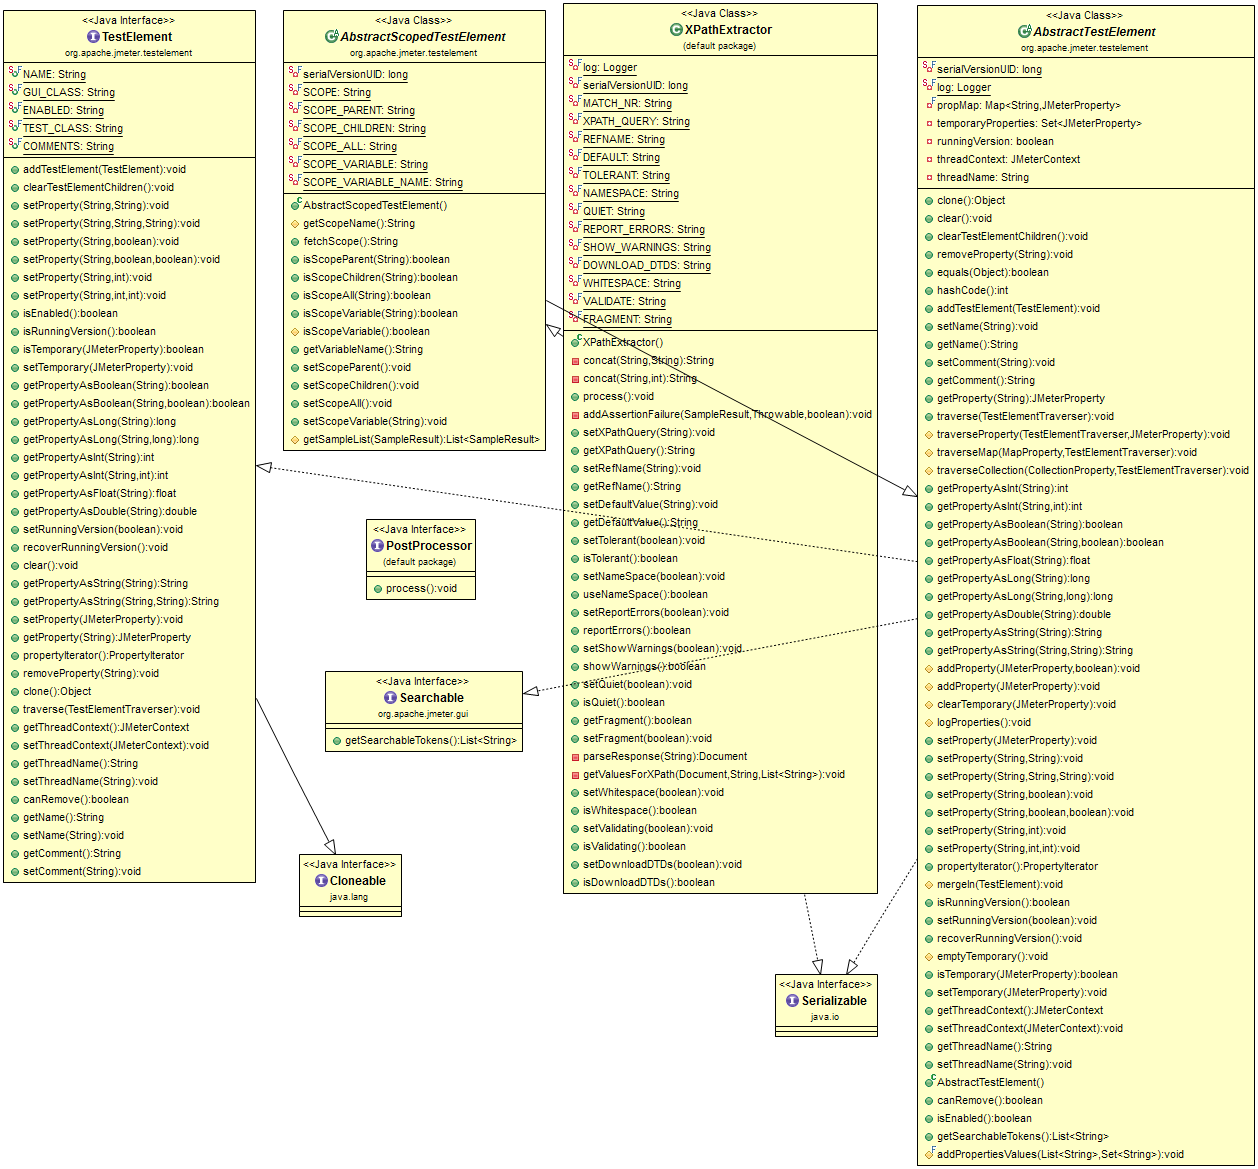 <<Java Interface>>
TestElement
org.apache.jmeter.testelement
NAME: String
GUI_CLASS: String
ENABLED: String
TEST_CLASS: String
COMMENTS: String
addTestElement(TestElement):void
clearTestElementChildren():void
setProperty(String,String):void
setProperty(String,String,String):void
setProperty(String,boolean):void
setProperty(String,boolean,boolean):void
setProperty(String,int):void
setProperty(String,int,int):void
isEnabled():boolean
isRunningVersion():boolean
isTemporary(JMeterProperty):boolean
setTemporary(JMeterProperty):void
getPropertyAsBoolean(String):boolean
getPropertyAsBoolean(String,boolean):boolean
getPropertyAsLong(String):long
getPropertyAsLong(String,long):long
getPropertyAsInt(String):int
getPropertyAsInt(String,int):int
getPropertyAsFloat(String):float
getPropertyAsDouble(String):double
setRunningVersion(boolean):void
recoverRunningVersion():void
clear():void
getPropertyAsString(String):String
getPropertyAsString(String,String):String
setProperty(JMeterProperty):void
getProperty(String):JMeterProperty
propertyIterator():PropertyIterator
removeProperty(String):void
clone():Object
traverse(TestElementTraverser):void
getThreadContext():JMeterContext
setThreadContext(JMeterContext):void
getThreadName():String
setThreadName(String):void
canRemove():boolean
getName():String
setName(String):void
getComment():String
setComment(String):void
<<Java Class>>
AbstractScopedTestElement
org.apache.jmeter.testelement
serialVersionUID: long
SCOPE: String
SCOPE_PARENT: String
SCOPE_CHILDREN: String
SCOPE_ALL: String
SCOPE_VARIABLE: String
SCOPE_VARIABLE_NAME: String
AbstractScopedTestElement()
getScopeName():String
fetchScope():String
isScopeParent(String):boolean
isScopeChildren(String):boolean
isScopeAll(String):boolean
isScopeVariable(String):boolean
isScopeVariable():boolean
getVariableName():String
setScopeParent():void
setScopeChildren():void
setScopeAll():void
setScopeVariable(String):void
getSampleList(SampleResult):List<SampleResult>
<<Java Interface>>
PostProcessor
(default package)
process():void
<<Java Interface>>
Searchable
org.apache.jmeter.gui
getSearchableTokens():List<String>
<<Java Interface>>
Cloneable
java.lang
<<Java Class>>
XPathExtractor
(default package)
log: Logger
serialVersionUID: long
MATCH_NR: String
XPATH_QUERY: String
REFNAME: String
DEFAULT: String
TOLERANT: String
NAMESPACE: String
QUIET: String
REPORT_ERRORS: String
SHOW_WARNINGS: String
DOWNLOAD_DTDS: String
WHITESPACE: String
VALIDATE: String
FRAGMENT: String
XPathExtractor()
concat(String,String):String
concat(String,int):String
process():void
addAssertionFailure(SampleResult,Throwable,boolean):void
setXPathQuery(String):void
getXPathQuery():String
setRefName(String):void
getRefName():String
setDefaultValue(String):void
getDefaultValue():String
setTolerant(boolean):void
isTolerant():boolean
setNameSpace(boolean):void
useNameSpace():boolean
setReportErrors(boolean):void
reportErrors():boolean
setShowWarnings(boolean):void
showWarnings():boolean
setQuiet(boolean):void
isQuiet():boolean
getFragment():boolean
setFragment(boolean):void
parseResponse(String):Document
getValuesForXPath(Document,String,List<String>):void
setWhitespace(boolean):void
isWhitespace():boolean
setValidating(boolean):void
isValidating():boolean
setDownloadDTDs(boolean):void
isDownloadDTDs():boolean
<<Java Interface>>
Serializable
java.io
<<Java Class>>
AbstractTestElement
org.apache.jmeter.testelement
serialVersionUID: long
log: Logger
propMap: Map<String,JMeterProperty>
temporaryProperties: Set<JMeterProperty>
runningVersion: boolean
threadContext: JMeterContext
threadName: String
clone():Object
clear():void
clearTestElementChildren():void
removeProperty(String):void
equals(Object):boolean
hashCode():int
addTestElement(TestElement):void
setName(String):void
getName():String
setComment(String):void
getComment():String
getProperty(String):JMeterProperty
traverse(TestElementTraverser):void
traverseProperty(TestElementTraverser,JMeterProperty):void
traverseMap(MapProperty,TestElementTraverser):void
traverseCollection(CollectionProperty,TestElementTraverser):void
getPropertyAsInt(String):int
getPropertyAsInt(String,int):int
getPropertyAsBoolean(String):boolean
getPropertyAsBoolean(String,boolean):boolean
getPropertyAsFloat(String):float
getPropertyAsLong(String):long
getPropertyAsLong(String,long):long
getPropertyAsDouble(String):double
getPropertyAsString(String):String
getPropertyAsString(String,String):String
addProperty(JMeterProperty,boolean):void
addProperty(JMeterProperty):void
clearTemporary(JMeterProperty):void
logProperties():void
setProperty(JMeterProperty):void
setProperty(String,String):void
setProperty(String,String,String):void
setProperty(String,boolean):void
setProperty(String,boolean,boolean):void
setProperty(String,int):void
setProperty(String,int,int):void
propertyIterator():PropertyIterator
mergeIn(TestElement):void
isRunningVersion():boolean
setRunningVersion(boolean):void
recoverRunningVersion():void
emptyTemporary():void
isTemporary(JMeterProperty):boolean
setTemporary(JMeterProperty):void
getThreadContext():JMeterContext
setThreadContext(JMeterContext):void
getThreadName():String
setThreadName(String):void
AbstractTestElement()
canRemove():boolean
isEnabled():boolean
getSearchableTokens():List<String>
addPropertiesValues(List<String>,Set<String>):void